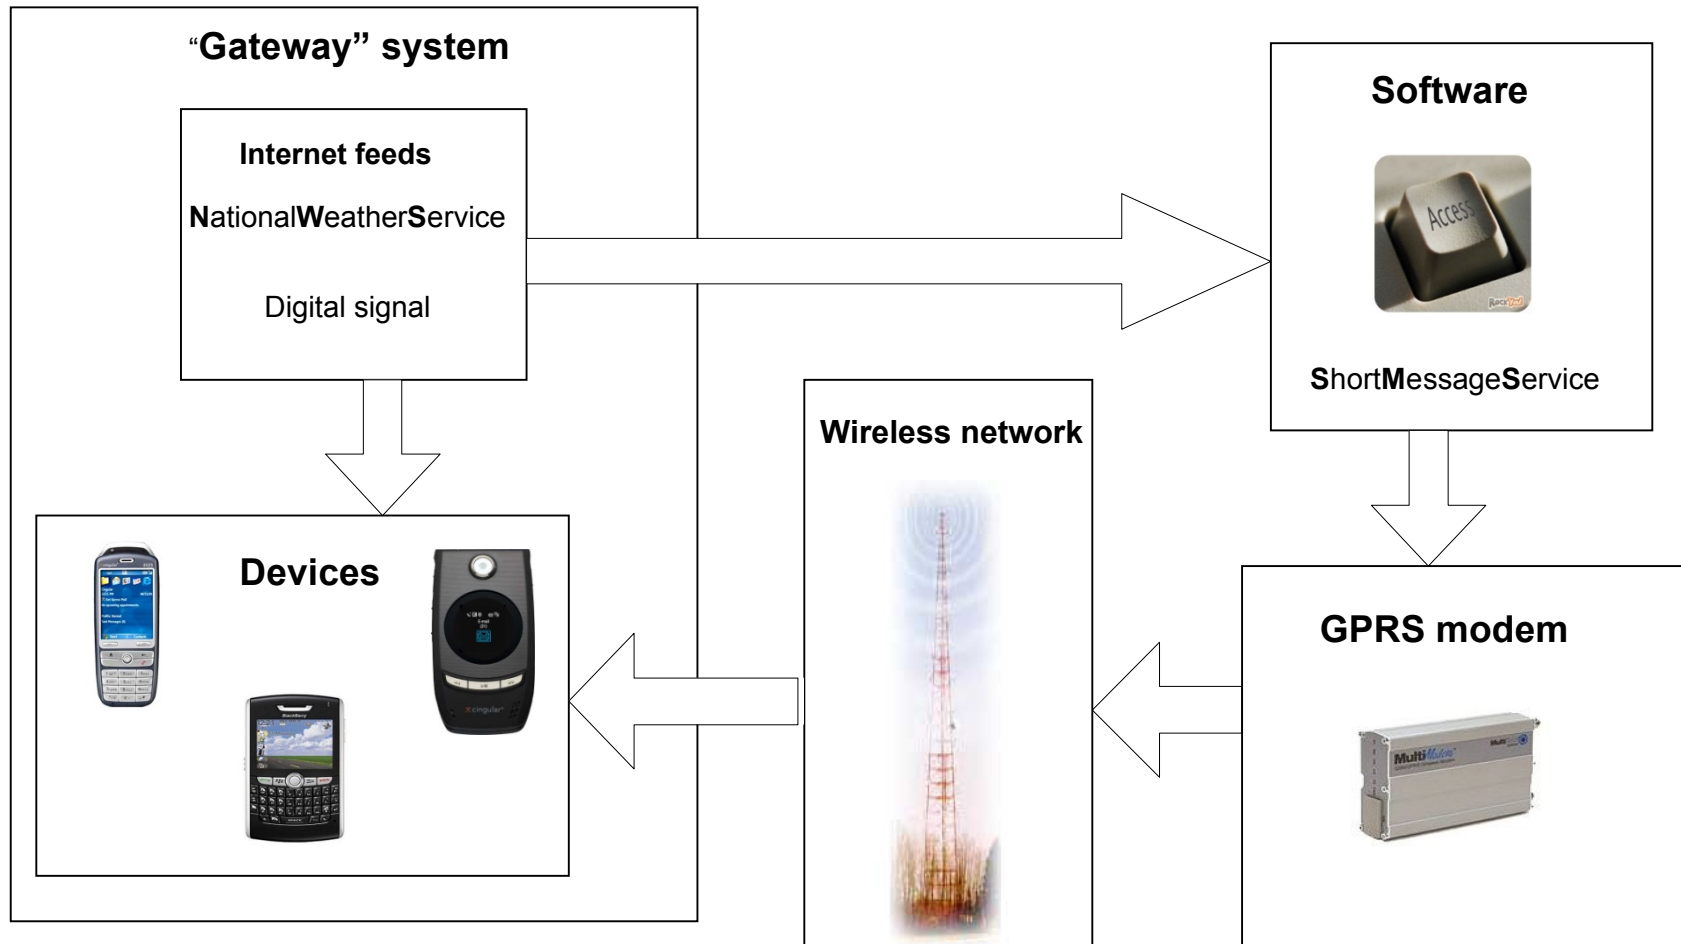 “Gateway” system
Internet feeds
NationalWeatherService
Digital signal
Software
Access
ShortMessageService
Wireless network
Devices
cingular
BlackBerry
GPRS modem
MultiModem